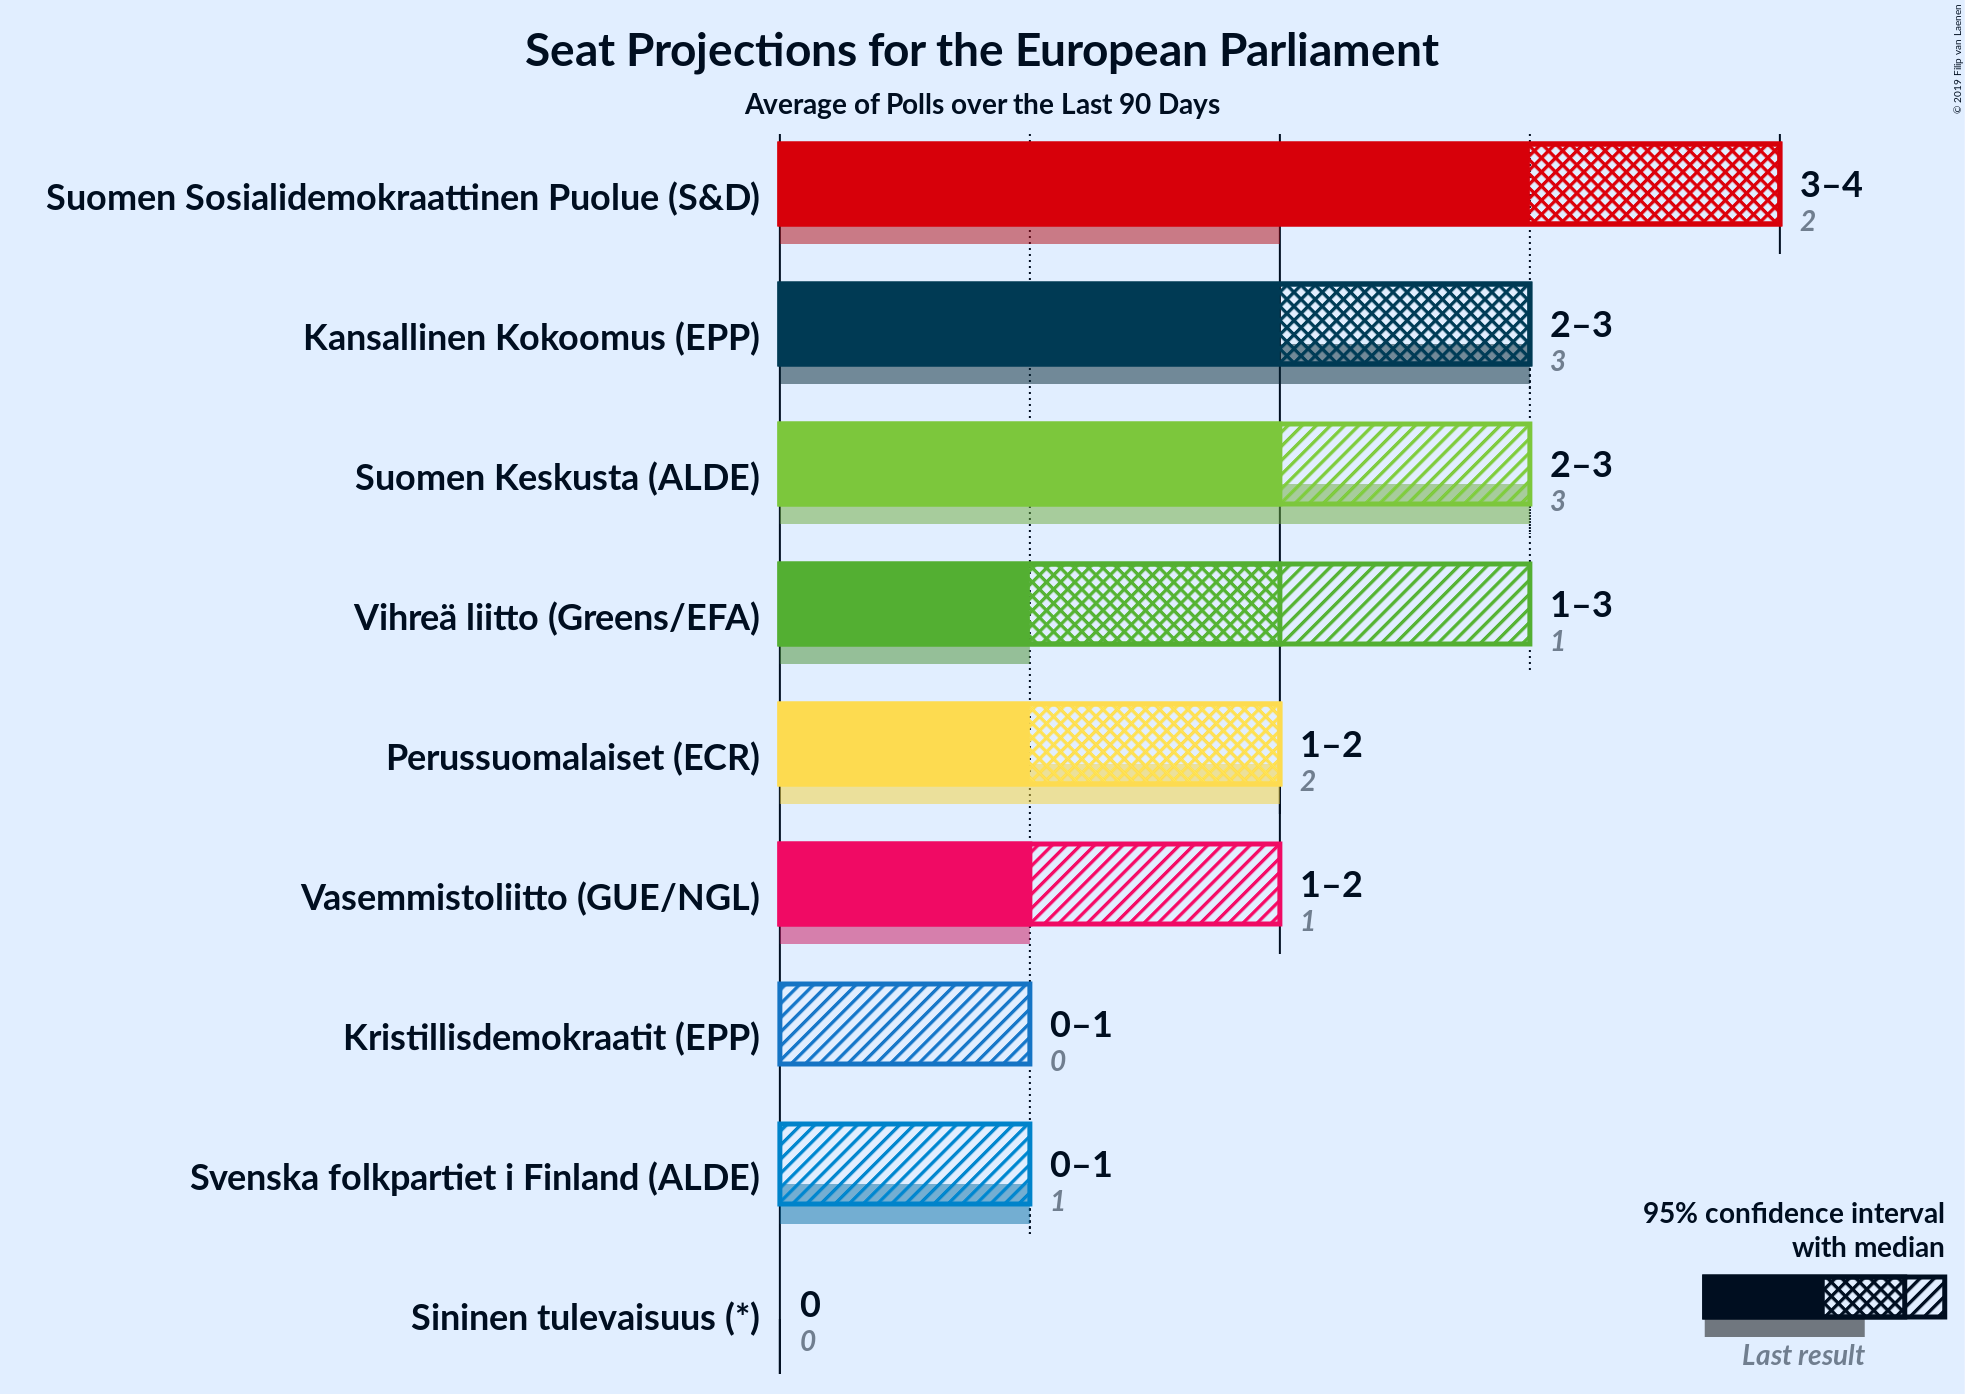 Seat Projections for the European Parliament
Average of Polls over the Last 90 Days
© 2019 Filip van Laenen
Suomen Sosialidemokraattinen Puolue (S&D)
3–4
2
Kansallinen Kokoomus (EPP)
2–3
3
Suomen Keskusta (ALDE)
2–3
3
Vihreä liitto (Greens/EFA)
1–3
1
Perussuomalaiset (ECR)
1–2
2
Vasemmistoliitto (GUE/NGL)
1–2
1
Kristillisdemokraatit (EPP)
0–1
0
Svenska folkpartiet i Finland (ALDE)
0–1
1
Sininen tulevaisuus (*)
0
0
95% confidence interval
with median
Last result